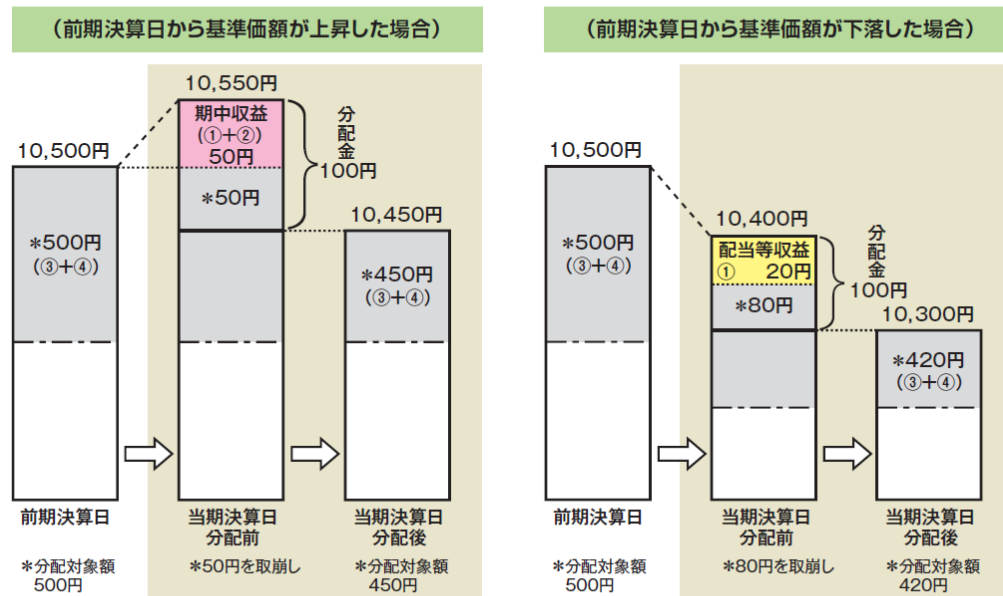 (前期決算日から基準価額が上昇した場合)
10,550円
期中収益
(①+②)
50円
分配金
100円
10,500円
＊50円
10,450円
＊500円
(③+④)
＊450円
(③+④)
前期決算日
当期決算日
分配前
当期決算日
分配後
＊分配対象額
500円
＊50円を取崩し
＊分配対象額
450円
(前期決算日から基準価額が下落した場合)
10,500円
10,400円
配当等収益
① 20円
分配金
100円
＊500円
(③+④)
＊80円
10,300円
＊420円
(③+④)
前期決算日
当期決算日
分配前
当期決算日
分配後
＊分配対象額
500円
＊80円を取崩し
＊分配対象額
420円